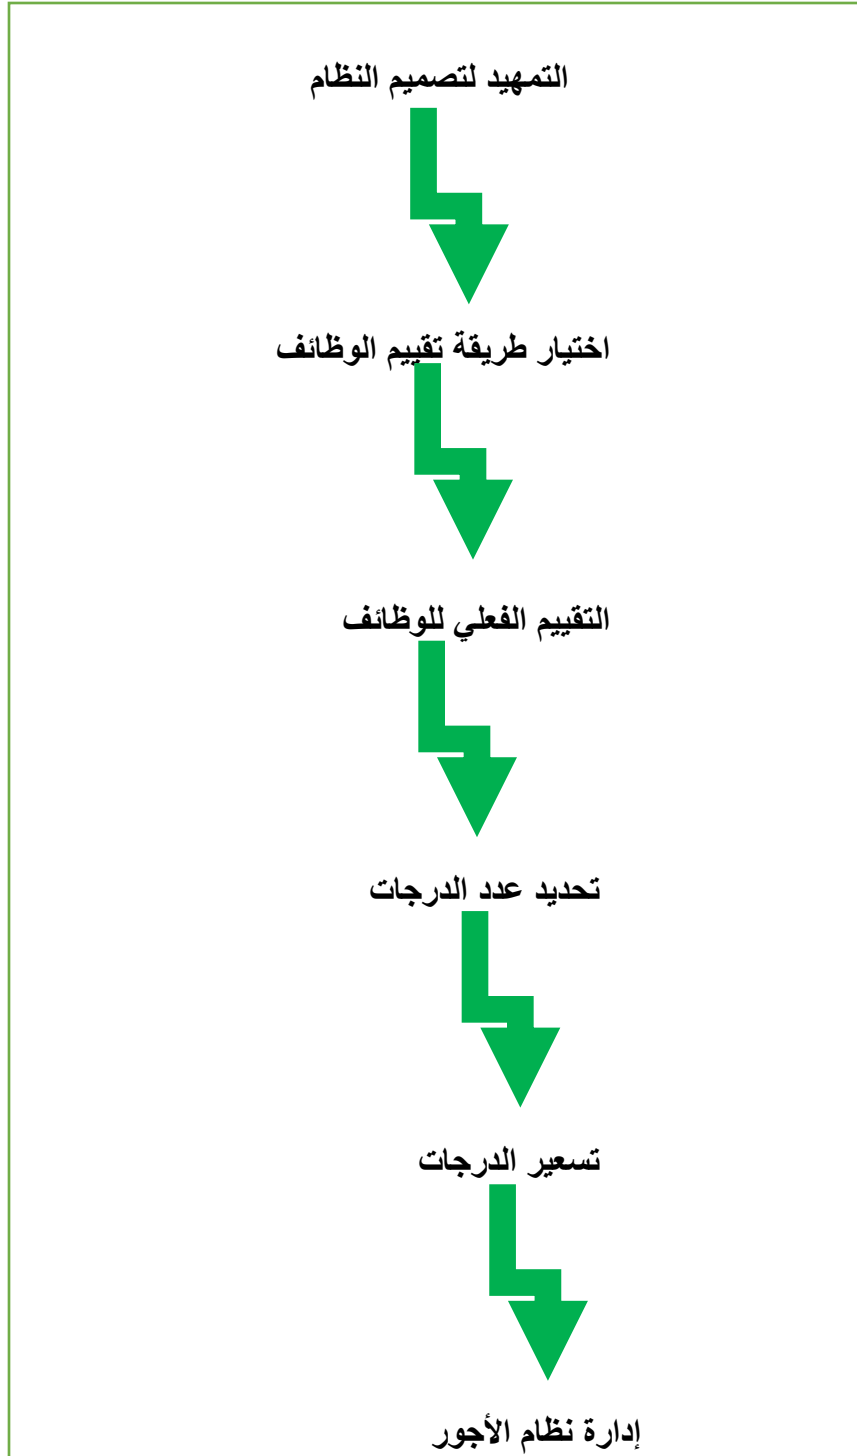 التمهيد لتصميم النظام
اختيار طريقة تقييم الوظائف
التقييم الفعلي للوظائف
تحديد عدد الدرجات
تسعير الدرجات
إدارة نظام الأجور